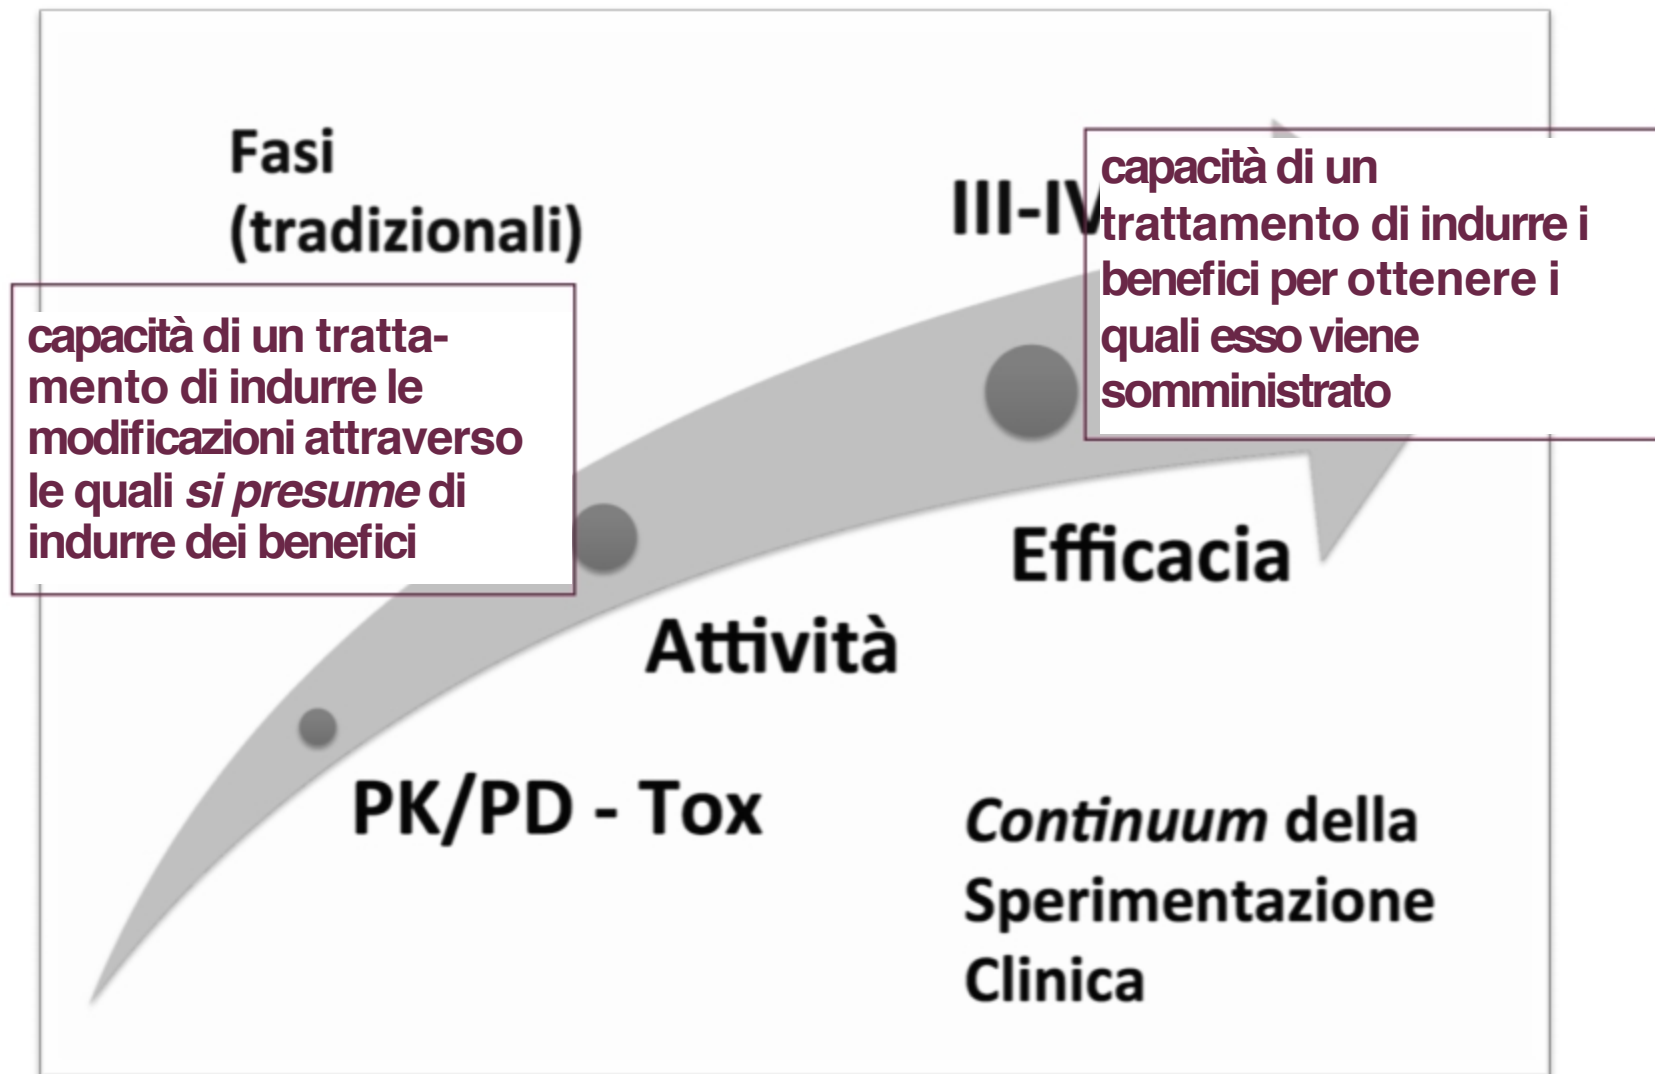 Fasi
(tradizionali)
III-IV
capacità di un
trattamento di indurre i
benefici per ottenere i
quali esso viene
somministrato
capacità di un tratta-
mento di indurre le
modificazioni attraverso
le quali si presume di
indurre dei benefici
Efficacia
Attività
PK/PD - Tox
Continuum della
Sperimentazione
Clinica